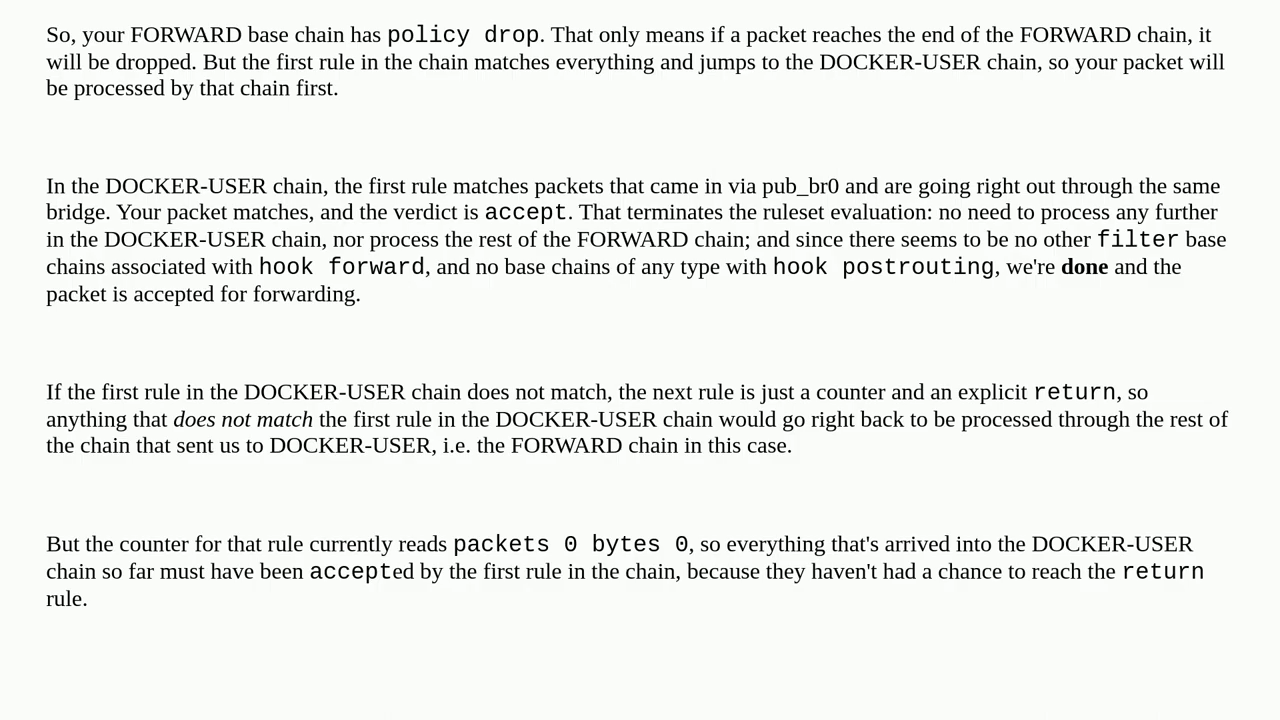 So, your FORWARD base chain has policy drop. That only means if a packet reaches the end of the FORWARD chain, it
will be dropped. But the first rule in the chain matches everything and jumps to the DOCKER-USER chain, so your packet will
be processed by that chain first.
In the DOCKER-USER chain, the first rule matches packets that came in via pub_br0 and are going right out through the same
bridge. Your packet matches, and the verdict is accept. That terminates the ruleset evaluation: no need to process any further
in the DOCKER-USER chain, nor process the rest of the FORWARD chain; and since there seems to be no other filter base
chains associated with hook forward, and no base chains of any type with hook postrouting, we're done and the
packet is accepted for forwarding.
If the first rule in the DOCKER-USER chain does not match, the next rule is just a counter and an explicit return, so
anything that does not match the first rule in the DOCKER-USER chain would go right back to be processed through the rest of
the chain that sent us to DOCKER-USER, i.e. the FORWARD chain in this case.
But the counter for that rule currently reads packets 0 bytes 0, so everything that's arrived into the DOCKER-USER
chain so far must have been accepted by the first rule in the chain, because they haven't had a chance to reach the return
rule.